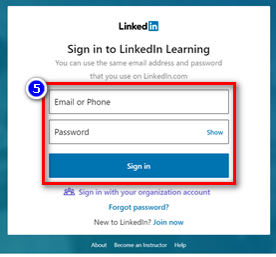 Linked in
Sign in to LinkedIn Learning
You can use the same email address and password
that you use on LinkedIn.com
5
Email or Phone
Password Show
Sign in
Sign in with your organization account
Forgot password?
New to LinkedIn? Join now
About Become an Instructor Help